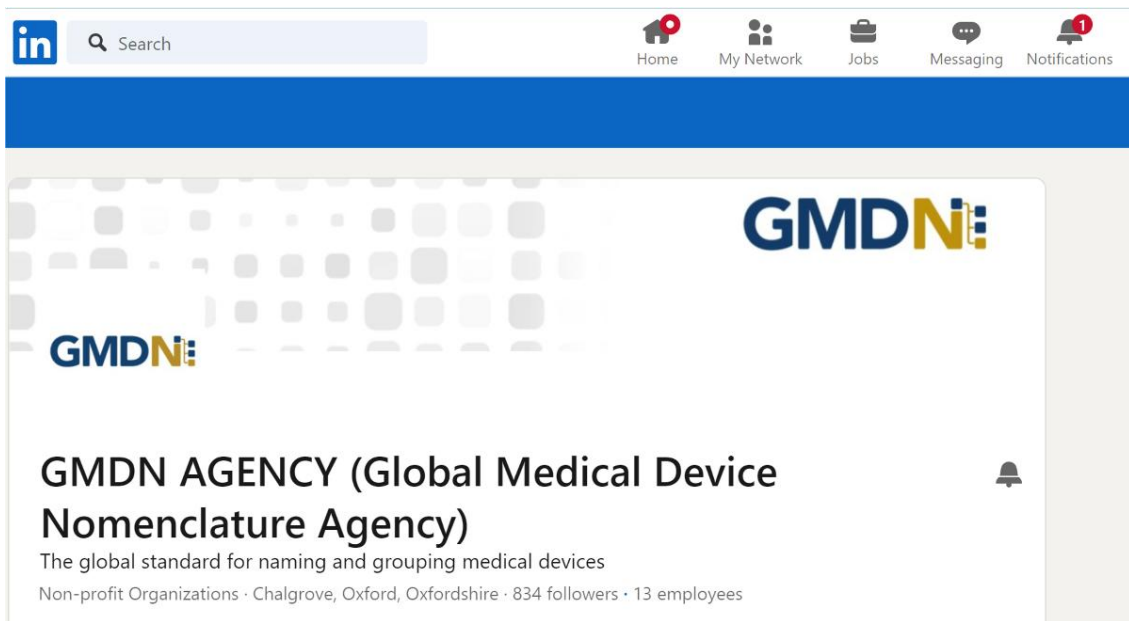 in Search Home My Network Jobs Messaging 1 Notifications
GMDN
GMDN
GMDN AGENCY (Global Medical Device
Nomenclature Agency)
The global standard for naming and grouping medical devices
Non-profit Organizations · Chalgrove, Oxford, Oxfordshire · 834 followers · 13 employees